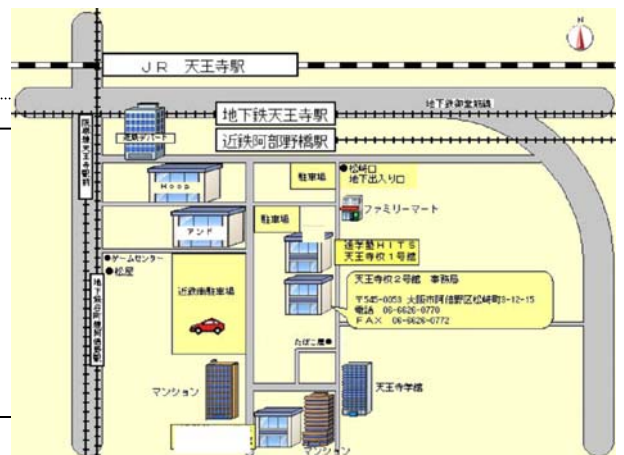 N
JR 天王寺駅
地下鉄御堂筋線
地下鉄天王寺駅
近鉄阿部野橋駅
近鉄デパート
Hoop
駐車場
●松崎口
地下出入り口
ファミリーマート
アンド
駐車場
進学塾HITS
天王寺校1号館
●ゲームセンター
●松屋
近鉄南駐車場
天王寺校2号館 事務局
〒545-0053 大阪市阿倍野区松崎町3-12-15
電話 06-6626-0770
FAX 06-6626-0772
たばこ屋●
マンション
天王寺学館
マンション